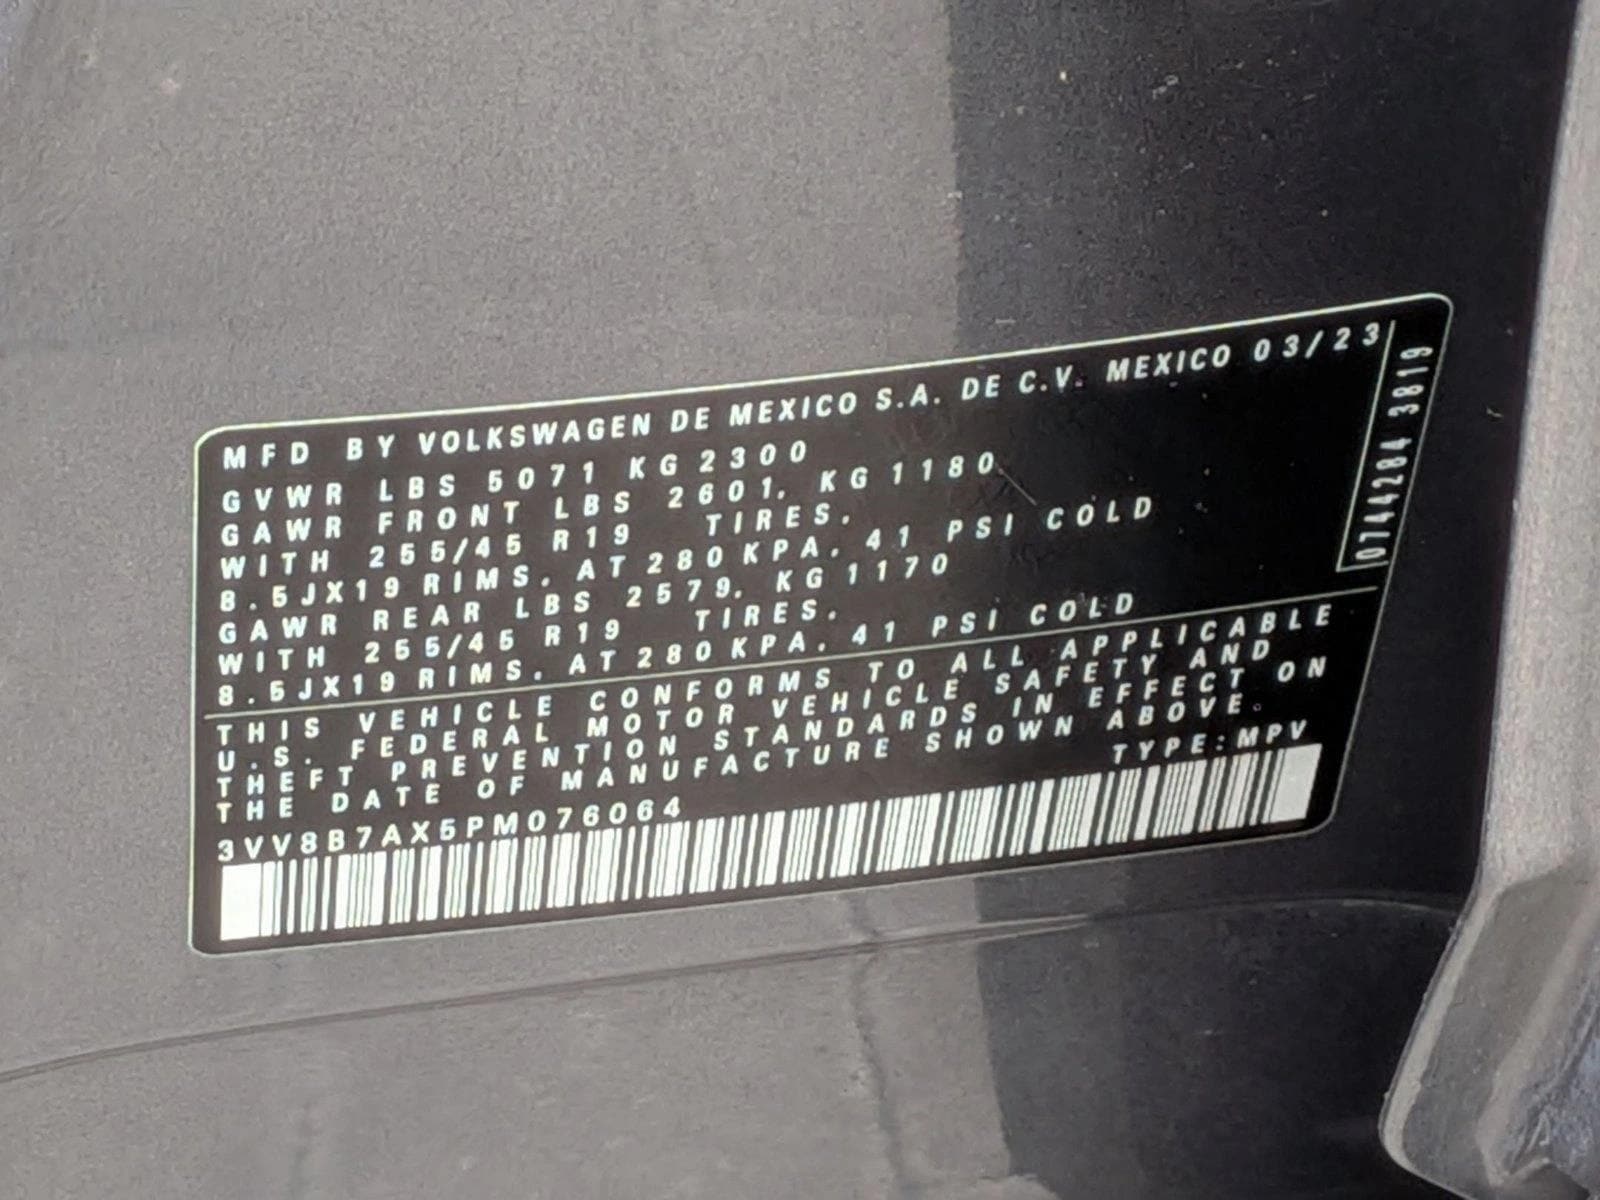 MFD BY VOLKSWAGEN DE MEXICO S.A. DE C.V. MEXICO 03/23
GVWR LBS 5071 KG 2300
GAWR FRONT LBS 2601. KG 1180
WITH 255/45 R19 TIRES.
8.5JX19 RIMS. AT 280 KPA. 41 PSI COLD
GAWR REAR LBS 2579. KG 1170
WITH 255/45 R19 TIRES.
8.5JX19 RIMS. AT 280 KPA. 41 PSI COLD
THIS VEHICLE CONFORMS TO ALL APPLICABLE
U.S. FEDERAL MOTOR VEHICLE SAFETY AND
THEFT PREVENTION STANDARDS IN EFFECT ON
THE DATE OF MANUFACTURE SHOWN ABOVE.
TYPE:MPV
3VV8B7AX5PM076064
07444284 3819